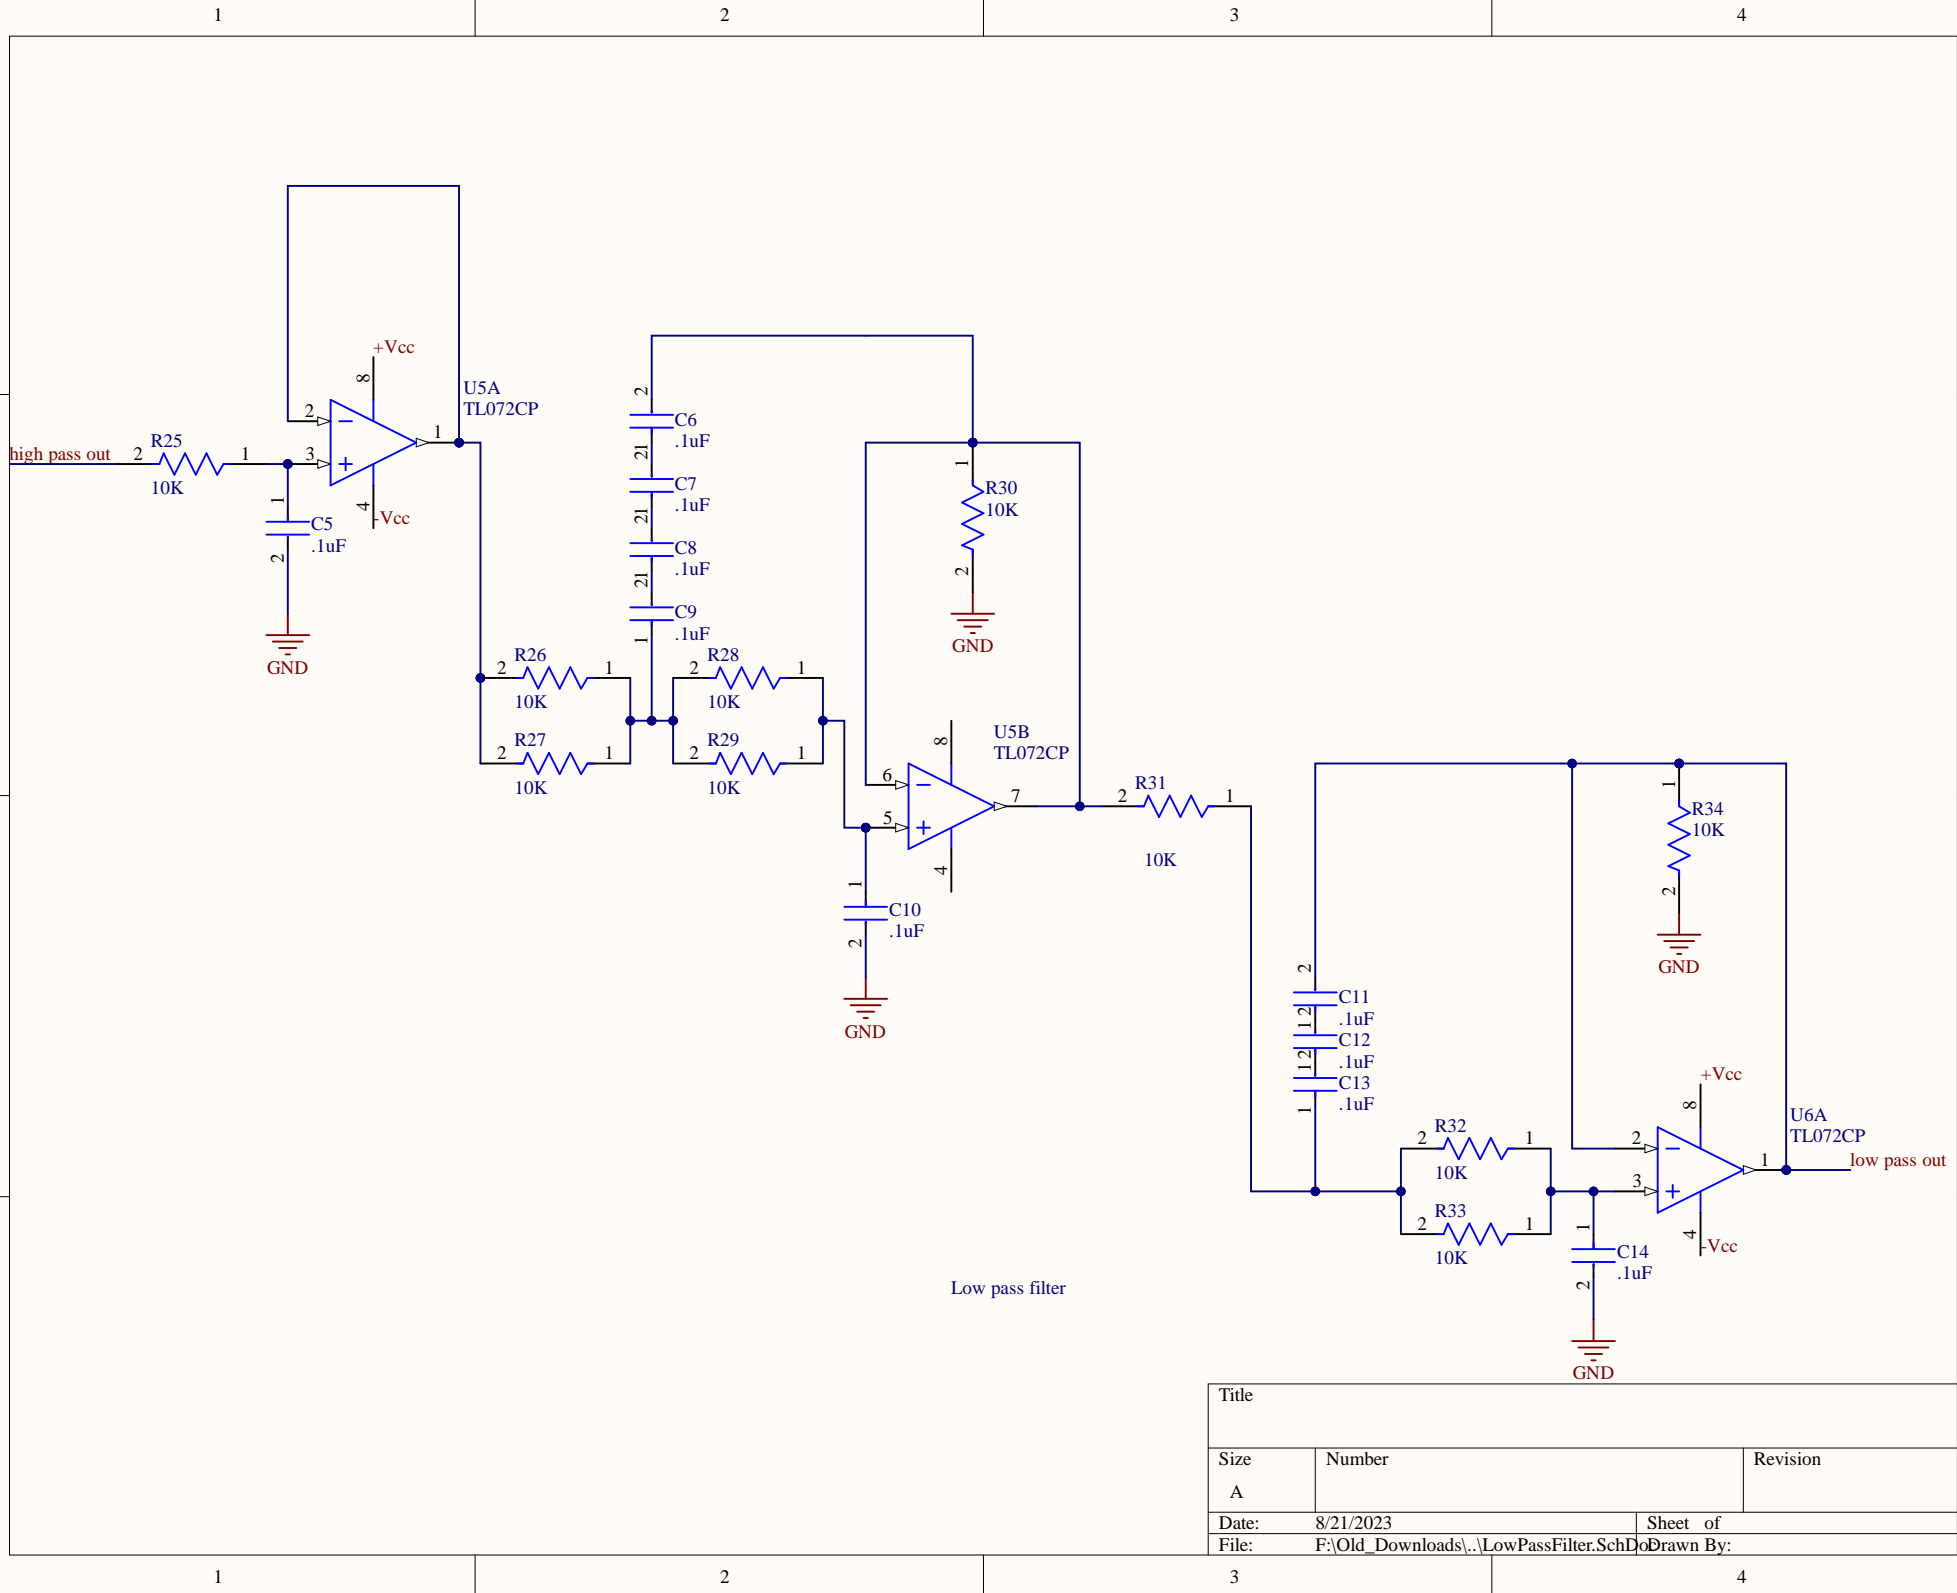 1 2 3 4
+Vcc
8
U5A
TL072CP
2
1
3
high pass out
2
R25
1
10K
4
-Vcc
1
C5
.1uF
2
GND
2
C6
.1uF
21
C7
.1uF
21
C8
.1uF
21
C9
.1uF
1
1
R30
10K
2
GND
R26
2 1
10K
R27
2 1
10K
R28
2 1
10K
R29
2 1
10K
8
U5B
TL072CP
6
7
5
4
1
C10
.1uF
2
GND
R31
2 1
10K
1
R34
10K
2
GND
2
C11
.1uF
1 2
C12
.1uF
1 2
C13
.1uF
1
R32
2 1
10K
R33
2 1
10K
+Vcc
8
U6A
TL072CP
2
1
low pass out
3
4
-Vcc
1
C14
.1uF
2
GND
Low pass filter
Title
Size Number Revision
A
Date: 8/21/2023 Sheet of
File: F:\Old_Downloads\..\LowPassFilter.SchDoc Drawn By:
1 2 3 4